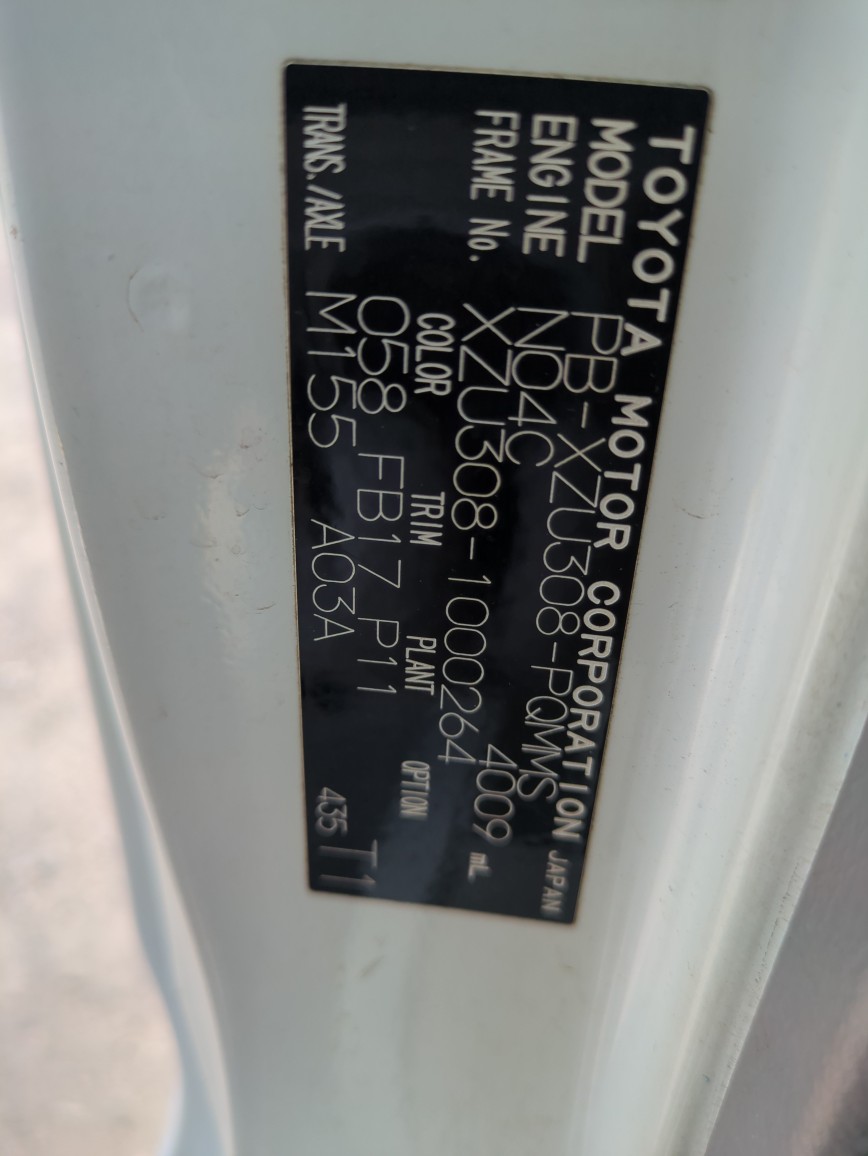 TOYOTA MOTOR CORPORATION JAPAN
MODEL PB-XZU308-PQMMS
ENGINE N04C 4009 mL
FRAME No. XZU308-1000264
COLOR TRIM PLANT OPTION
058 FB17 P11 T1
TRANS./AXLE M155 A03A 435